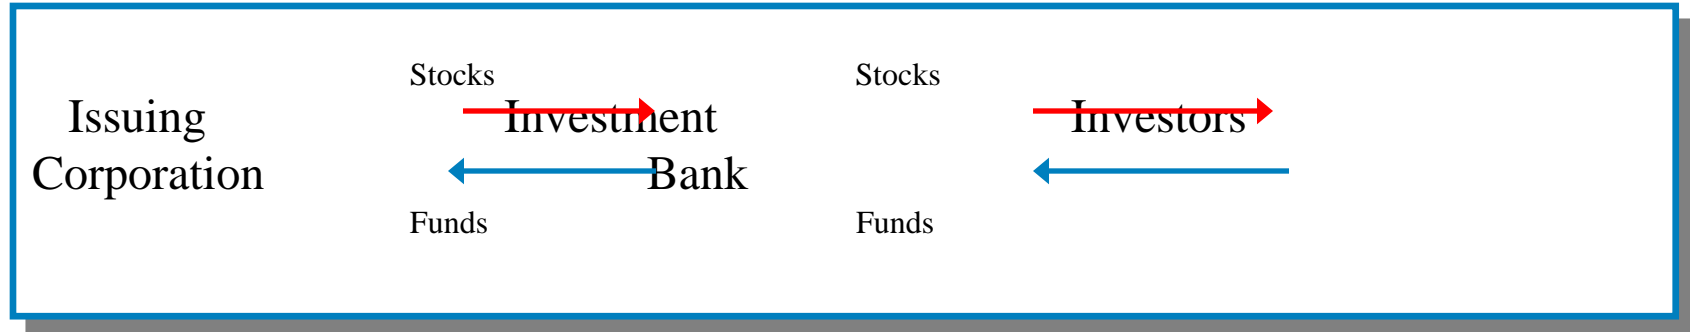 Stocks Stocks
Issuing Investment Investors
Corporation Bank
Funds Funds